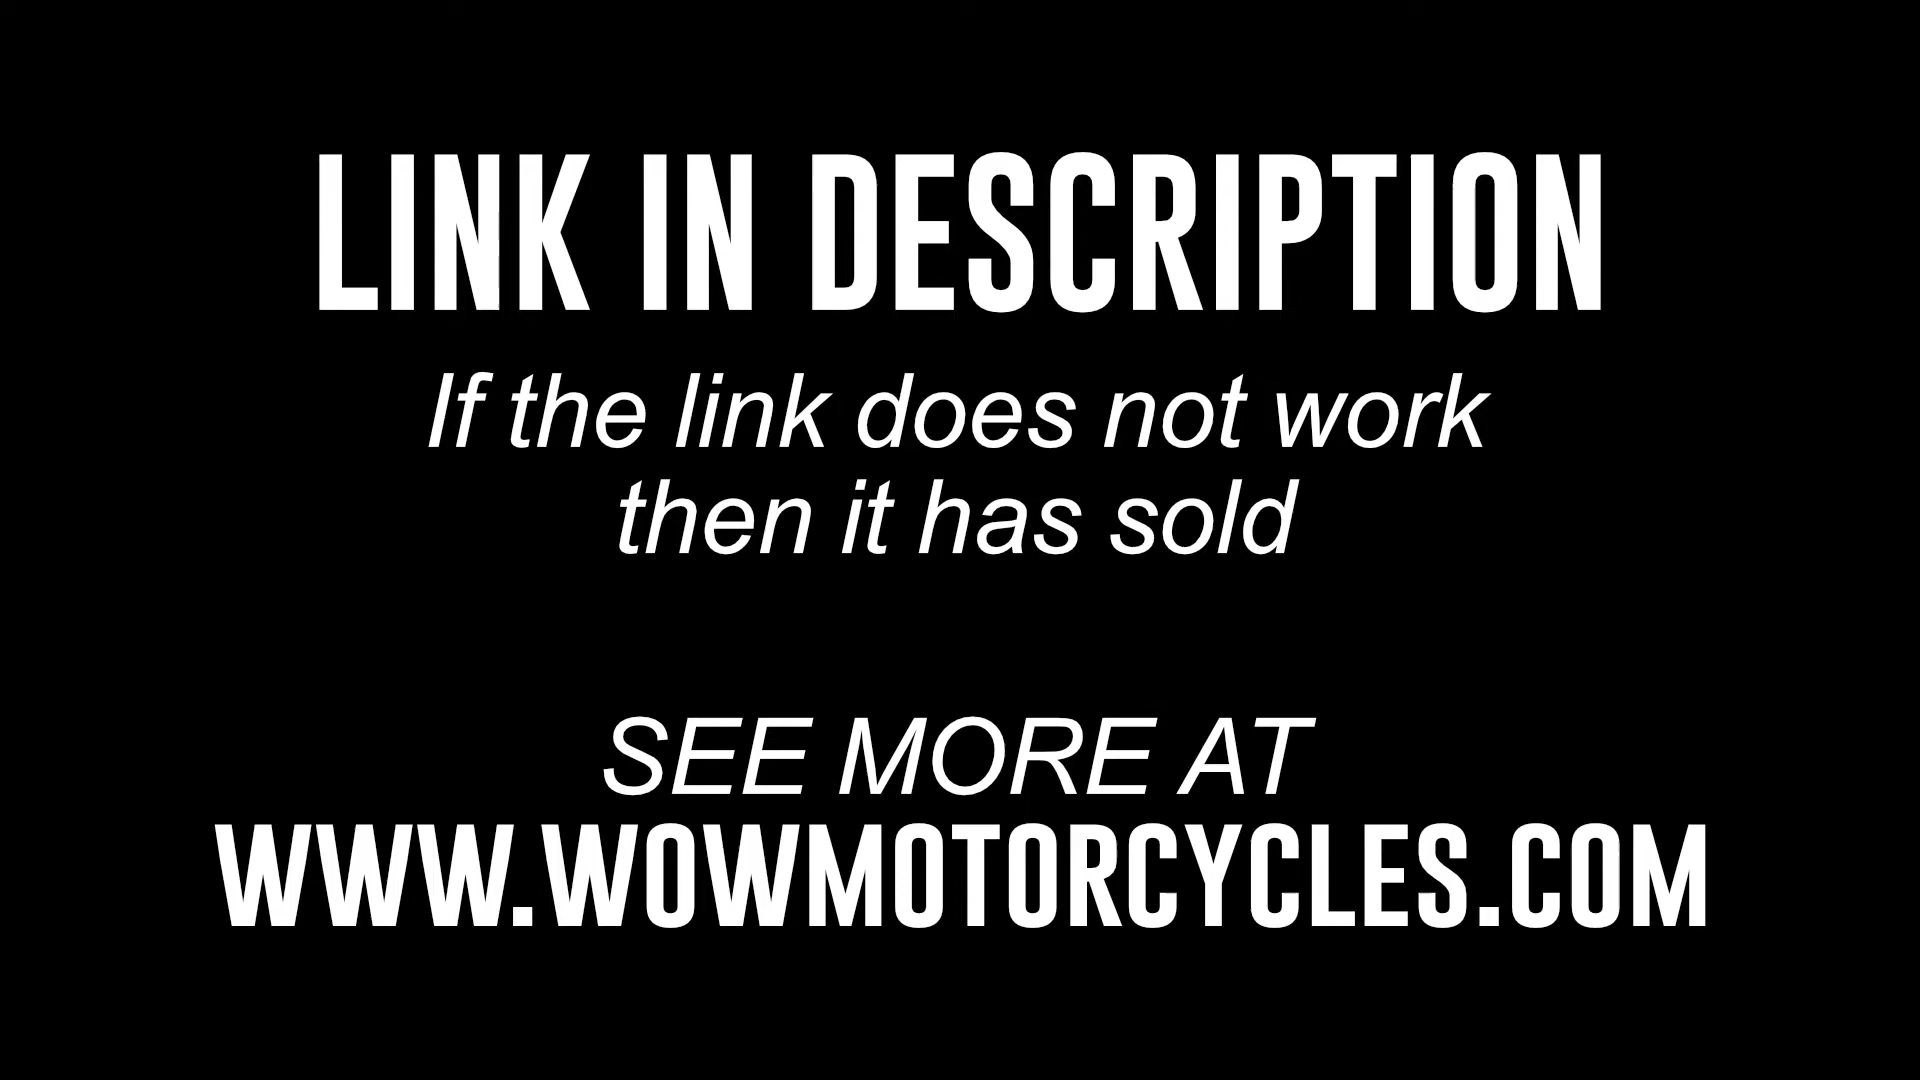 LINK IN DESCRIPTION
If the link does not work
then it has sold
SEE MORE AT
WWW.WOWMOTORCYCLES.COM